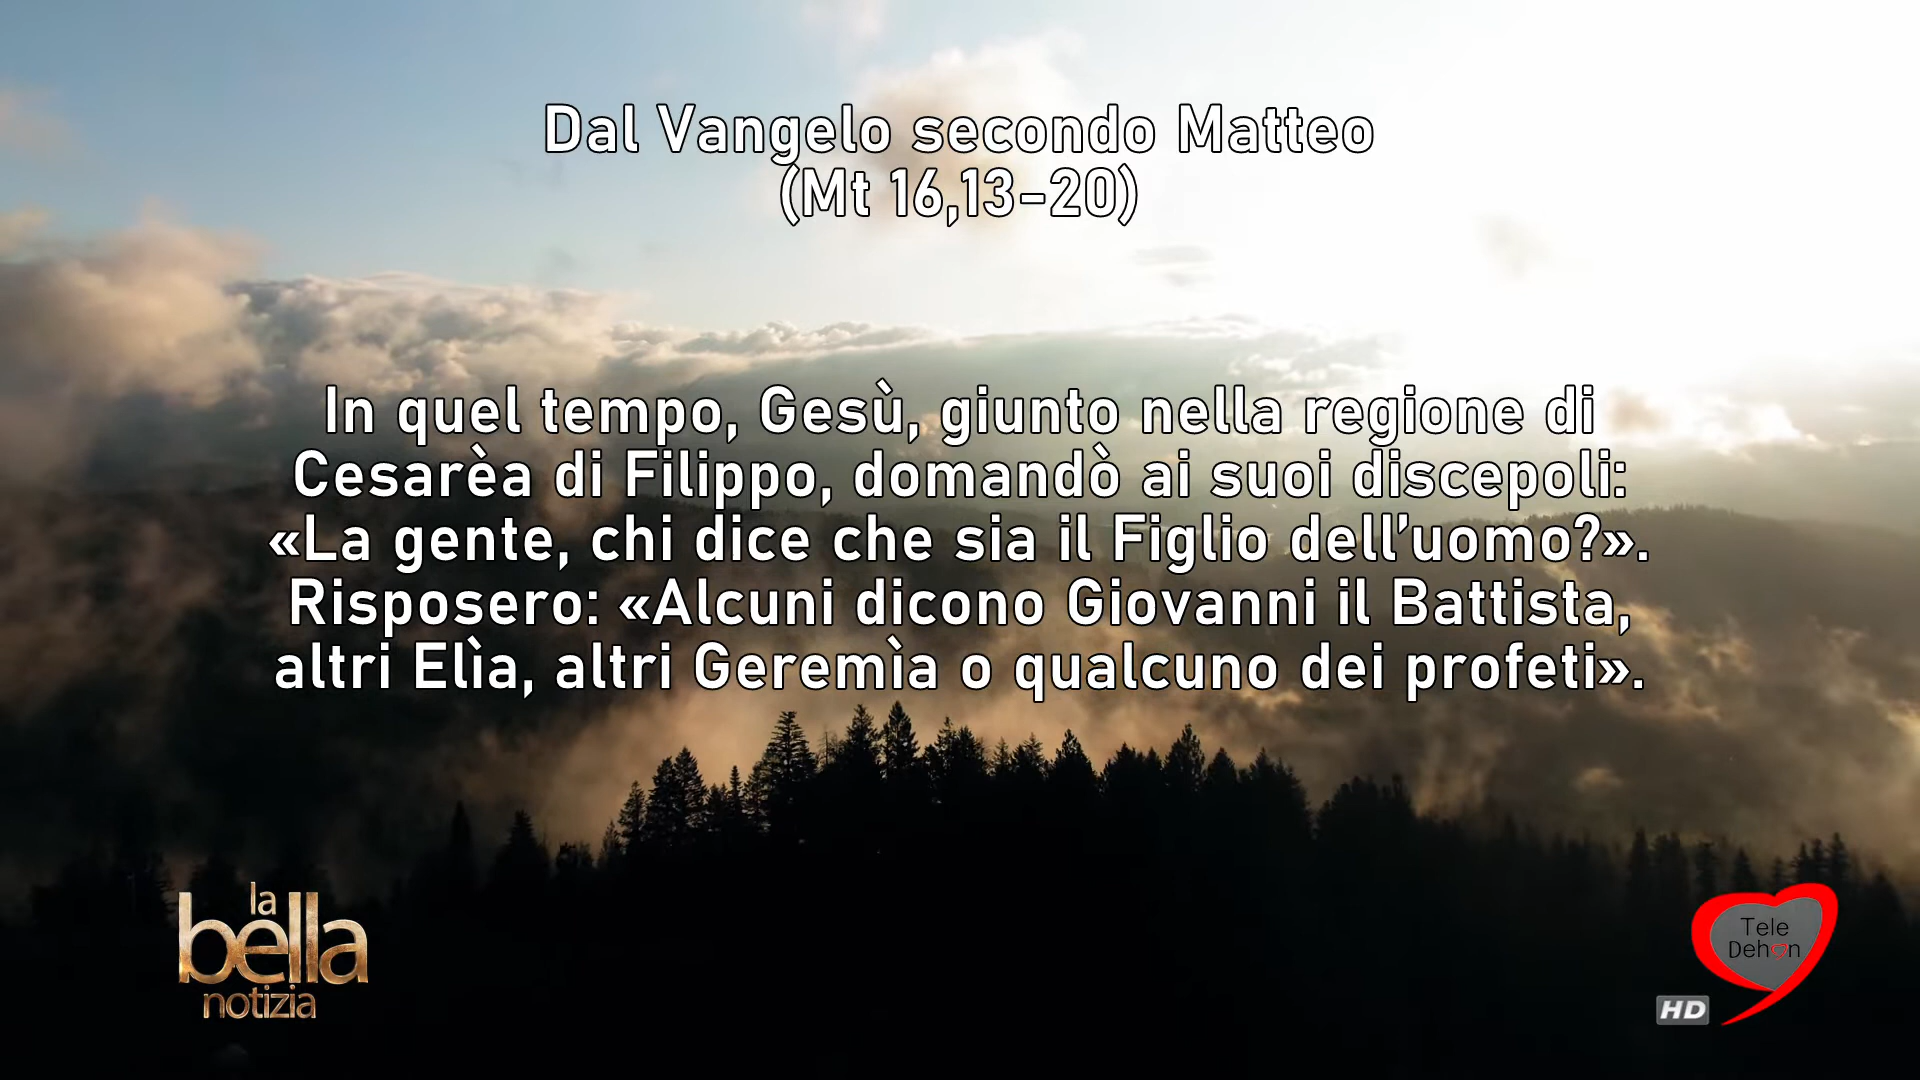 Dal Vangelo secondo Matteo
(Mt 16,13-20)
In quel tempo, Gesù, giunto nella regione di
Cesarèa di Filippo, domandò ai suoi discepoli:
«La gente, chi dice che sia il Figlio dell'uomo?».
Risposero: «Alcuni dicono Giovanni il Battista,
altri Elìa, altri Geremìa o qualcuno dei profeti».
la
bella
notizia
Tele
Dehon
HD